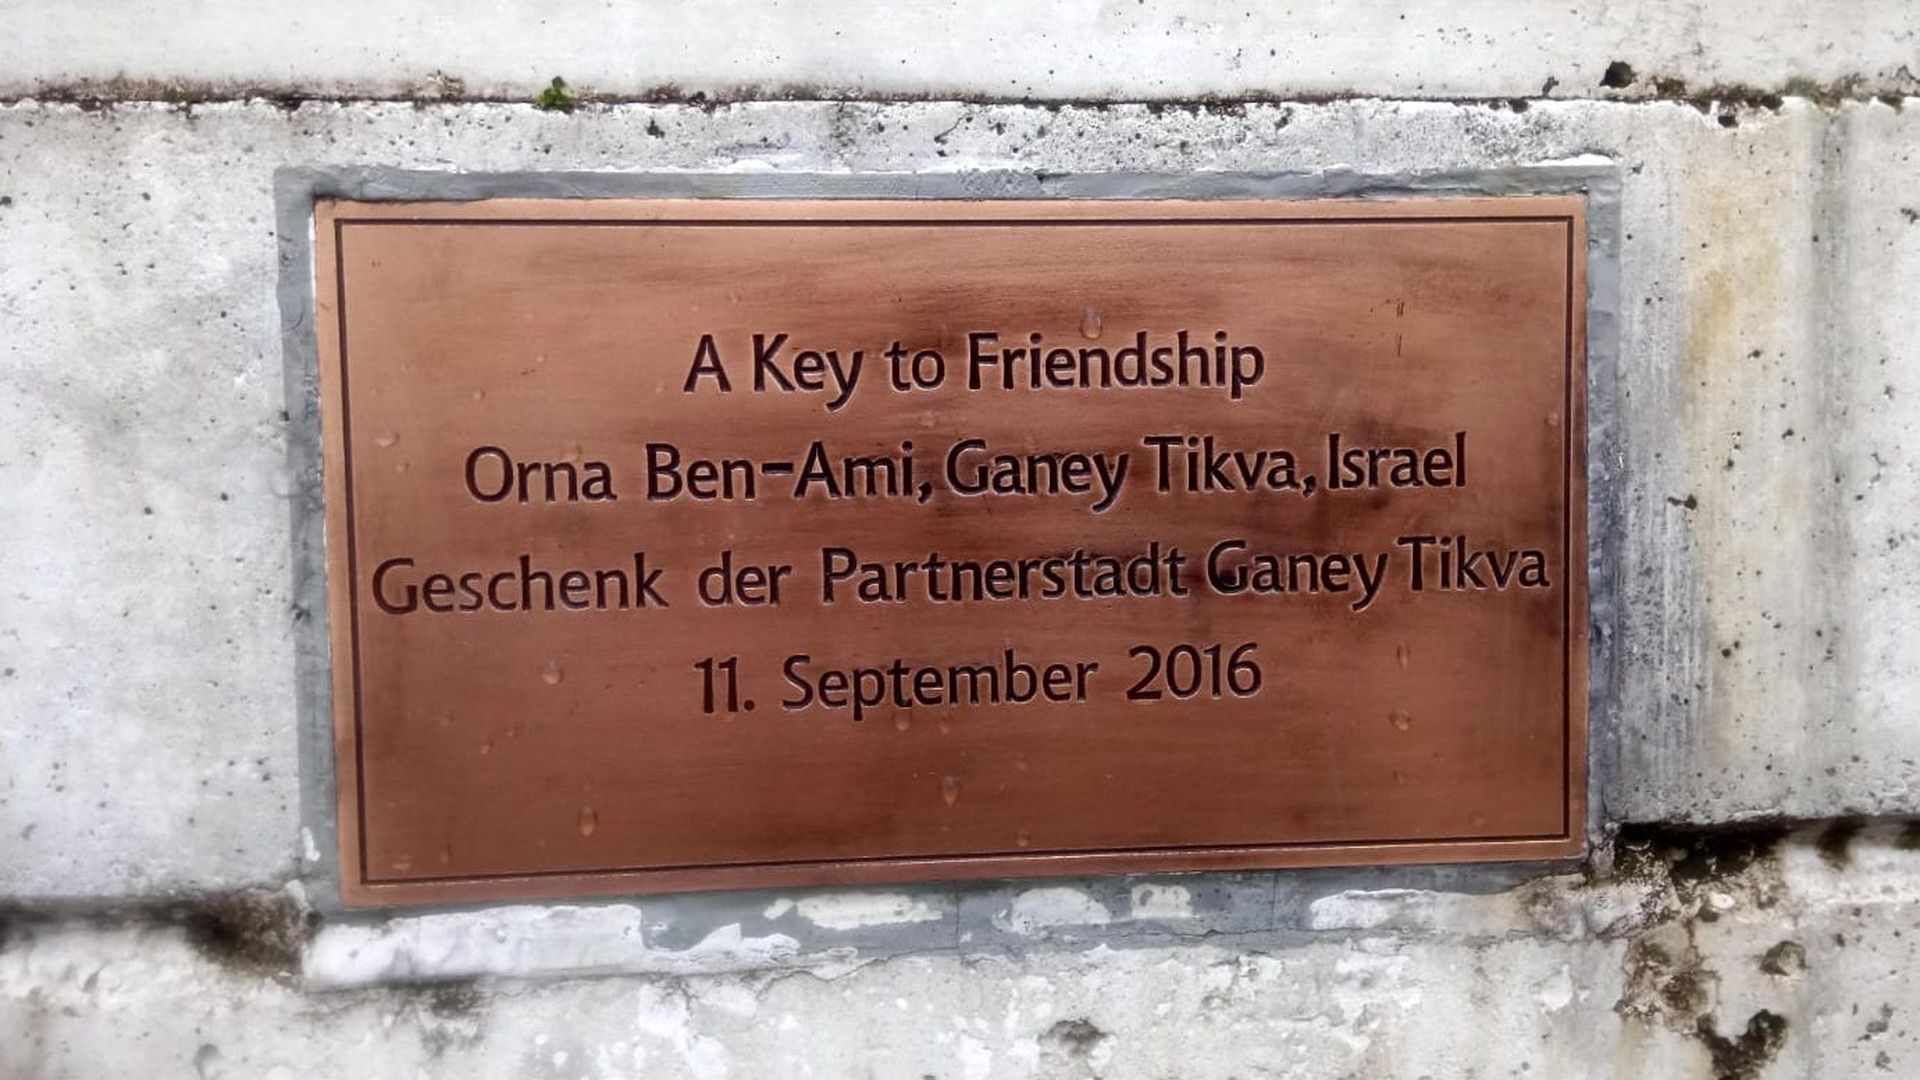 A Key to Friendship
Orna Ben-Ami, Ganey Tikva, Israel
Geschenk der Partnerstadt Ganey Tikva
11. September 2016